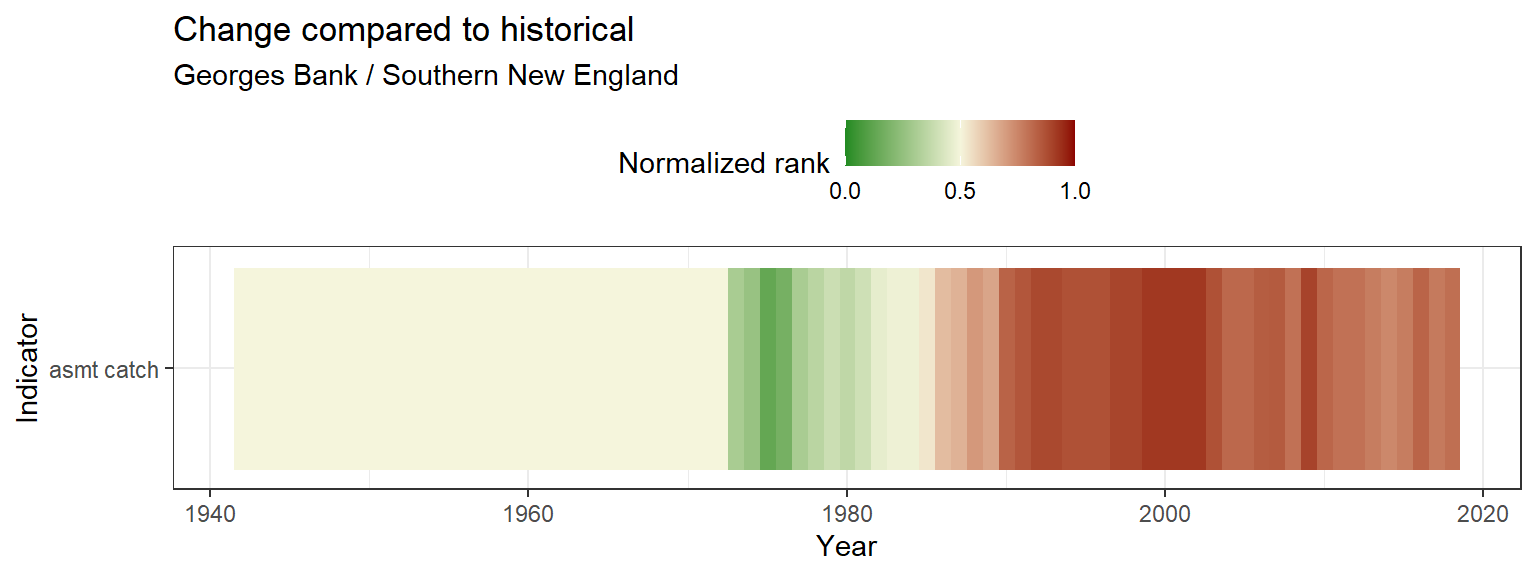 Change compared to historical
Georges Bank / Southern New England
Normalized rank
0.0 0.5 1.0
Indicator
asmt catch
1940 1960 1980 2000 2020
Year